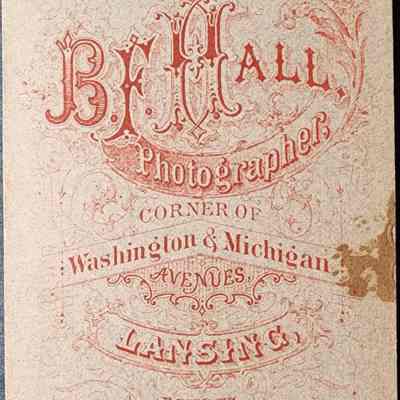 B.F. HALL.
Photographer,
CORNER OF
Washington & Michigan
AVENUES,
LANSING,